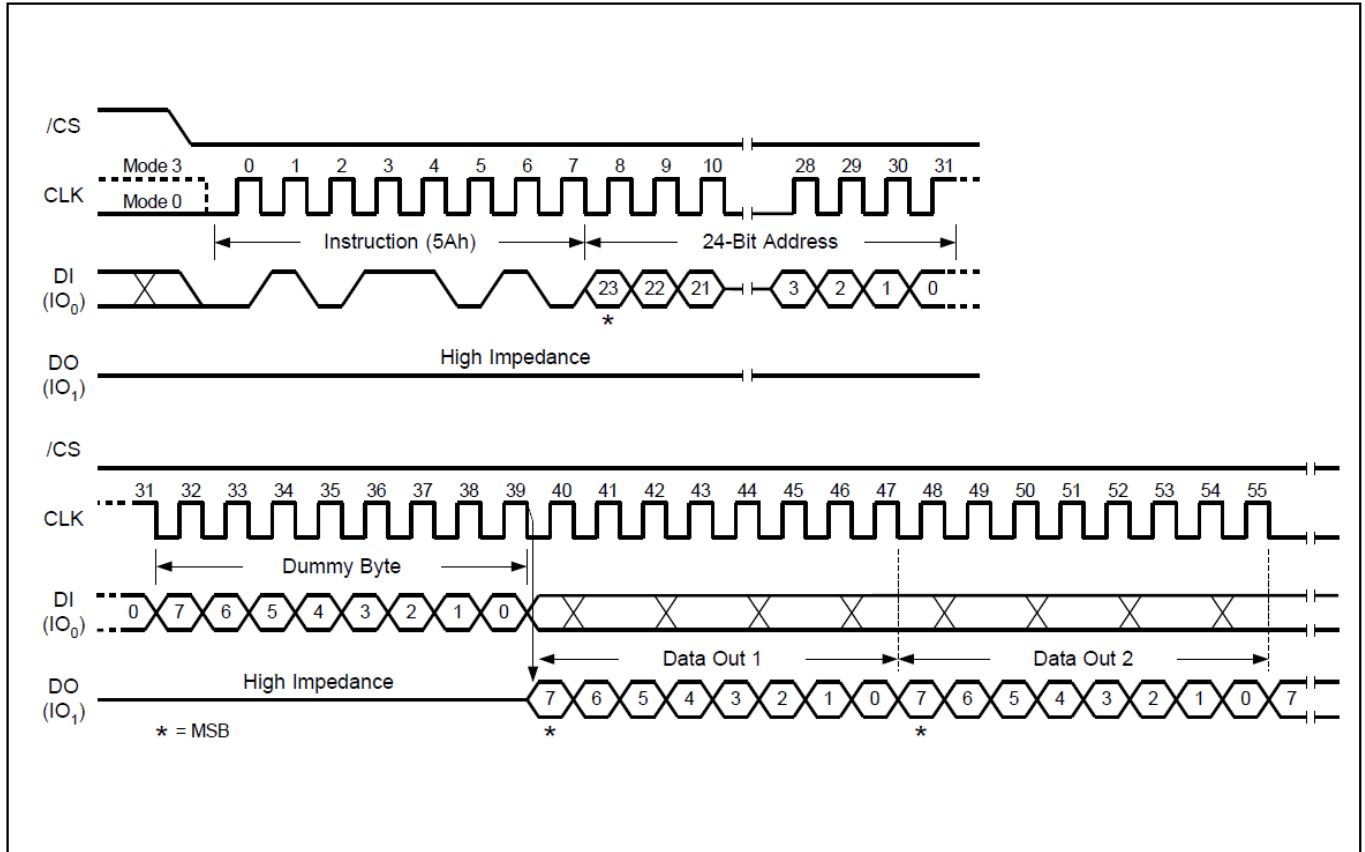 /CS
Mode 3 0 1 2 3 4 5 6 7 8 9 10 28 29 30 31
CLK
Mode 0
Instruction (5Ah) 24-Bit Address
DI
(IO0)
23 22 21 3 2 1 0
*
High Impedance
DO
(IO1)
/CS
31 32 33 34 35 36 37 38 39 40 41 42 43 44 45 46 47 48 49 50 51 52 53 54 55
CLK
Dummy Byte
DI
(IO0)
0 7 6 5 4 3 2 1 0
Data Out 1 Data Out 2
High Impedance
DO
(IO1)
7 6 5 4 3 2 1 0 7 6 5 4 3 2 1 0 7
* = MSB * *